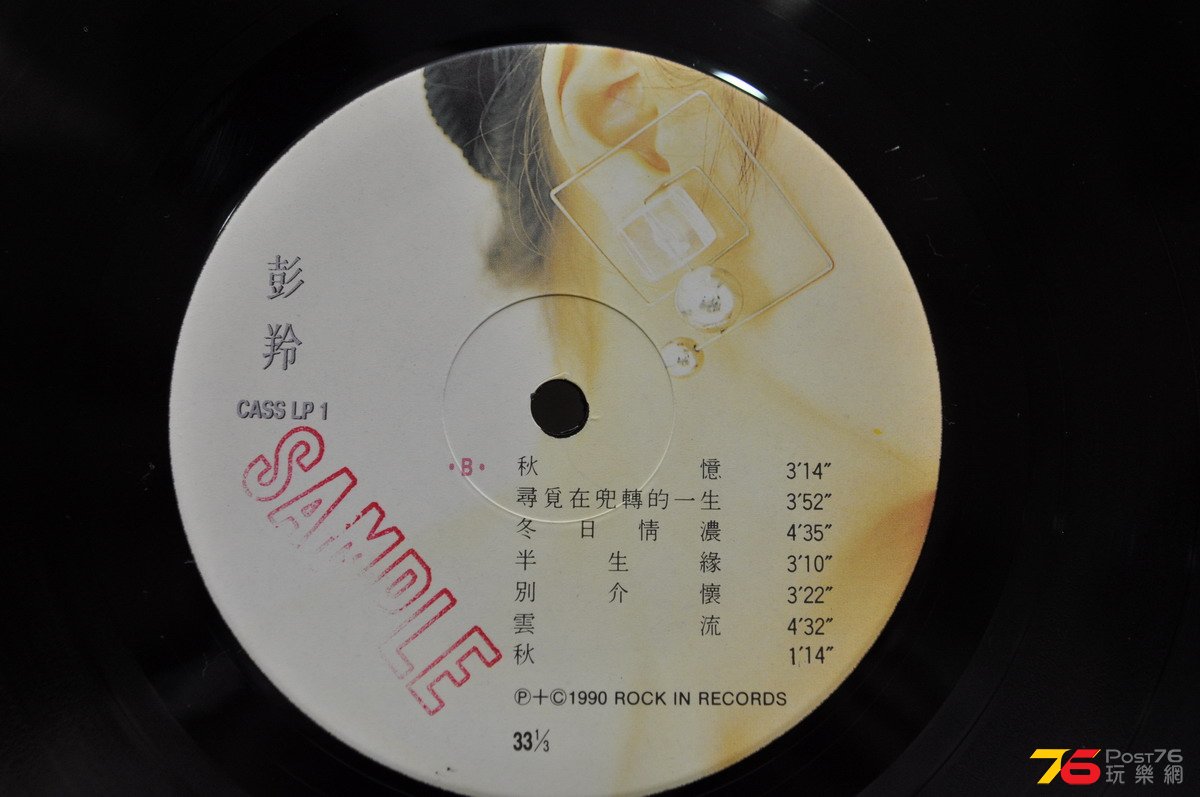 彭羚
CASS LP 1
SAMPLE
·B·
秋憶 3'14"
尋覓在兜轉的一生 3'52"
冬日情濃 4'35"
半生緣 3'10"
別介懷 3'22"
雲流 4'32"
秋 1'14"
Ⓟ+©1990 ROCK IN RECORDS
33⅓
76 POST76
玩樂網